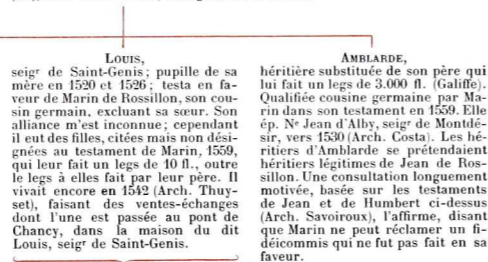 LOUIS,
seigr de Saint-Genis; pupille de sa
mère en 1520 et 1526; testa en fa-
veur de Marin de Rossillon, son cou-
sin germain, excluant sa sœur. Son
alliance m'est inconnue; cependant
il eut des filles, citées mais non dési-
gnées au testament de Marin, 1559,
qui leur fait un legs de 10 fl., outre
le legs à elles fait par leur père. Il
vivait encore en 1542 (Arch. Thuy-
set), faisant des ventes-échanges
dont l'une est passée au pont de
Chancy, dans la maison du dit
Louis, seigr de Saint-Genis.
AMBLARDE,
héritière substituée de son père qui
lui fait un legs de 3.000 fl. (Galiffe).
Qualifiée cousine germaine par Ma-
rin dans son testament en 1559. Elle
ép. Ne Jean d'Alby, seigr de Montdé-
sir, vers 1530 (Arch. Costa). Les hé-
ritiers d'Amblarde se prétendaient
héritiers légitimes de Jean de Ros-
sillon. Une consultation longuement
motivée, basée sur les testaments
de Jean et de Humbert ci-dessus
(Arch. Savoiroux), l'affirme, disant
que Marin ne peut réclamer un fi-
déicommis qui ne fut pas fait en sa
faveur.